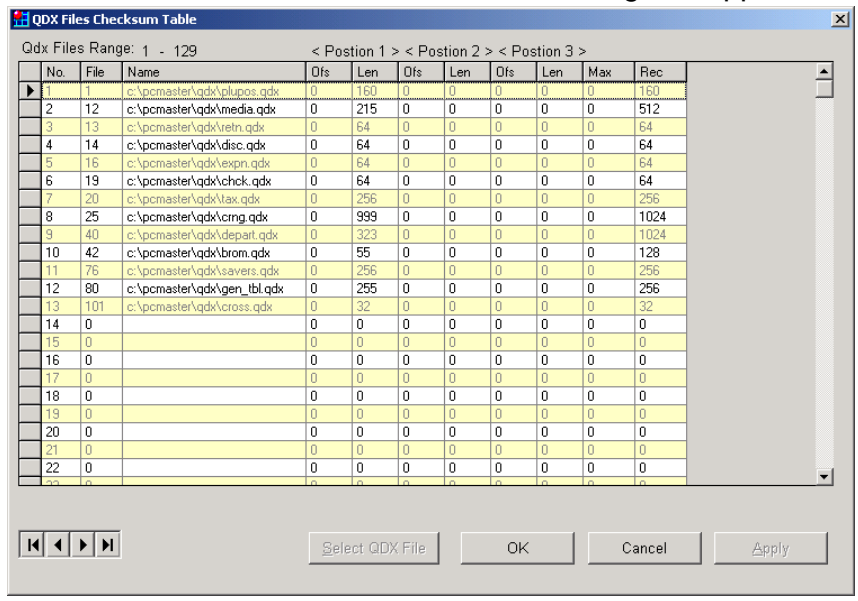 QDX Files Checksum Table
Qdx Files Range: 1 - 129 < Postion 1 > < Postion 2 > < Postion 3 >
No. File Name Ofs Len Ofs Len Ofs Len Max Rec
1 1 c:\pcmaster\qdx\plupos.qdx 0 160 0 0 0 0 0 160
2 12 c:\pcmaster\qdx\media.qdx 0 215 0 0 0 0 0 512
3 13 c:\pcmaster\qdx\retn.qdx 0 64 0 0 0 0 0 64
4 14 c:\pcmaster\qdx\disc.qdx 0 64 0 0 0 0 0 64
5 16 c:\pcmaster\qdx\expn.qdx 0 64 0 0 0 0 0 64
6 19 c:\pcmaster\qdx\chck.qdx 0 64 0 0 0 0 0 64
7 20 c:\pcmaster\qdx\tax.qdx 0 256 0 0 0 0 0 256
8 25 c:\pcmaster\qdx\crng.qdx 0 999 0 0 0 0 0 1024
9 40 c:\pcmaster\qdx\depart.qdx 0 323 0 0 0 0 0 1024
10 42 c:\pcmaster\qdx\brom.qdx 0 55 0 0 0 0 0 128
11 76 c:\pcmaster\qdx\savers.qdx 0 256 0 0 0 0 0 256
12 80 c:\pcmaster\qdx\gen_tbl.qdx 0 255 0 0 0 0 0 256
13 101 c:\pcmaster\qdx\cross.qdx 0 32 0 0 0 0 0 32
14 0 0 0 0 0 0 0 0 0
15 0 0 0 0 0 0 0 0 0
16 0 0 0 0 0 0 0 0 0
17 0 0 0 0 0 0 0 0 0
18 0 0 0 0 0 0 0 0 0
19 0 0 0 0 0 0 0 0 0
20 0 0 0 0 0 0 0 0 0
21 0 0 0 0 0 0 0 0 0
22 0 0 0 0 0 0 0 0 0
Select QDX File OK Cancel Apply